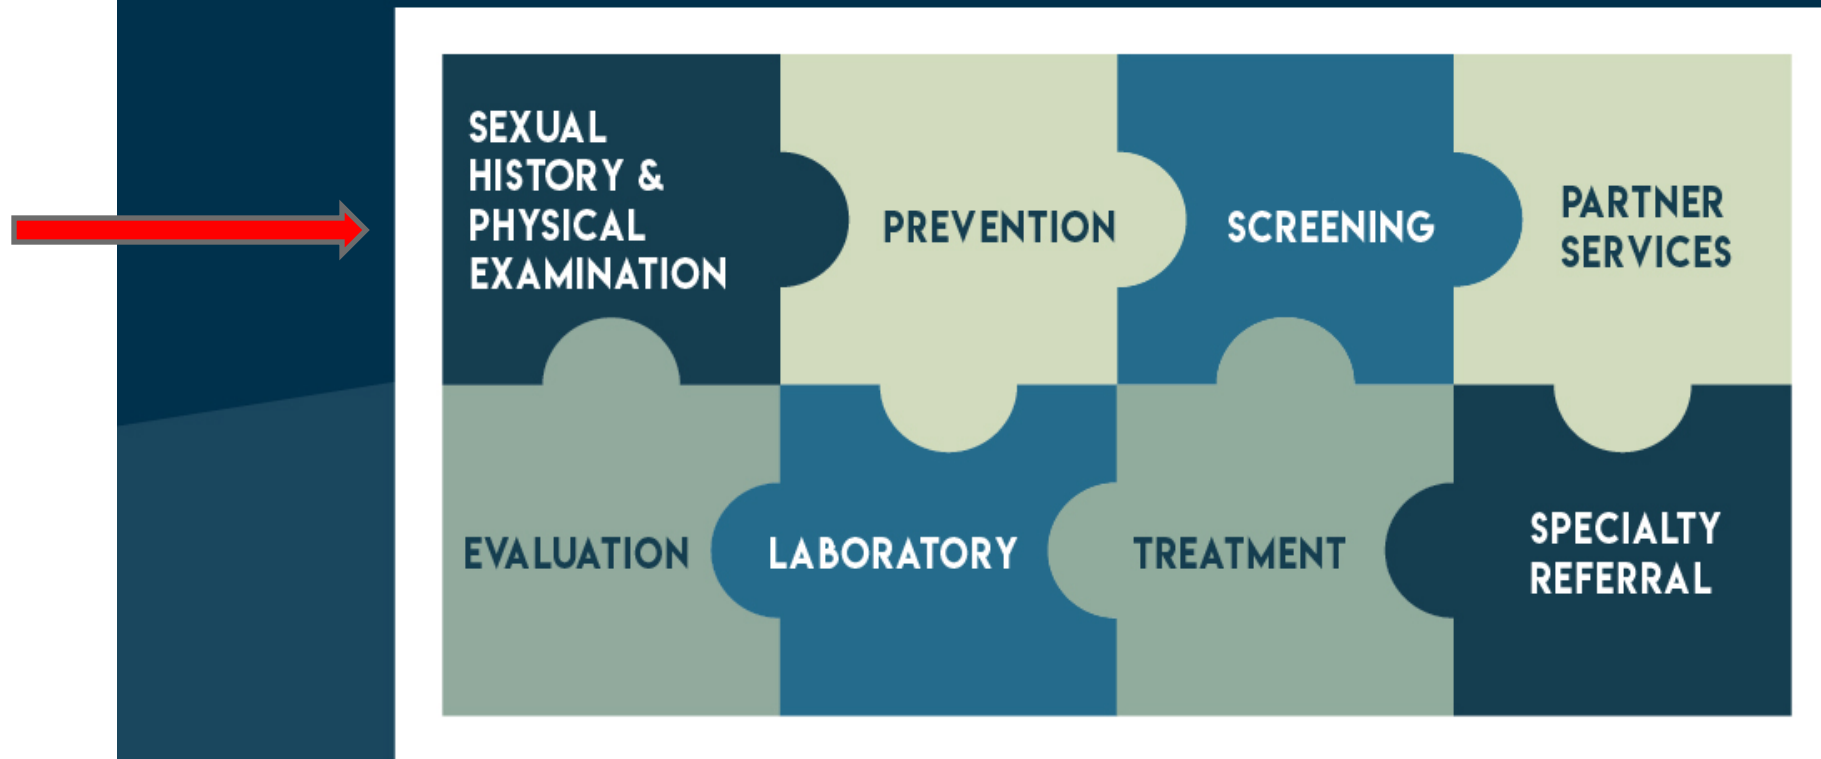 SEXUAL
HISTORY &
PHYSICAL
EXAMINATION
PREVENTION
SCREENING
PARTNER
SERVICES
EVALUATION
LABORATORY
TREATMENT
SPECIALTY
REFERRAL